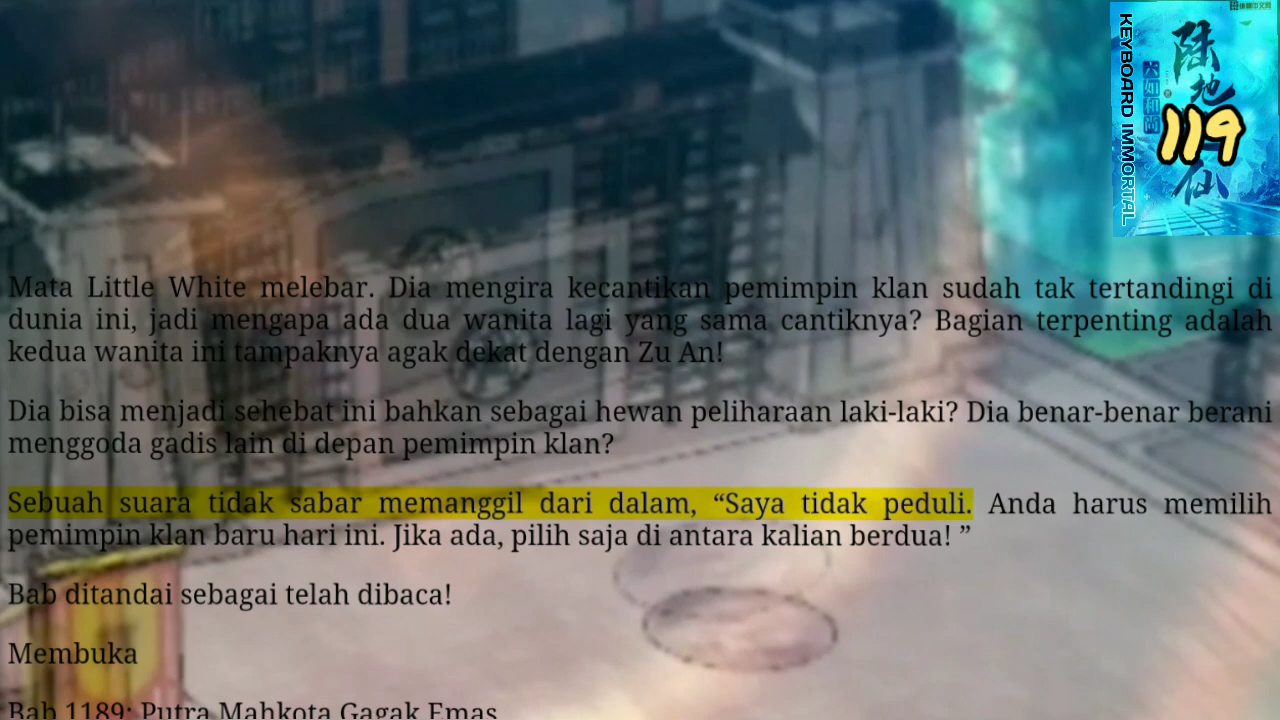 KEYBOARD IMMORTAL
陆地
119
仙
Mata Little White melebar. Dia mengira kecantikan pemimpin klan sudah tak tertandingi di
dunia ini, jadi mengapa ada dua wanita lagi yang sama cantiknya? Bagian terpenting adalah
kedua wanita ini tampaknya agak dekat dengan Zu An!
Dia bisa menjadi sehebat ini bahkan sebagai hewan peliharaan laki-laki? Dia benar-benar berani
menggoda gadis lain di depan pemimpin klan?
Sebuah suara tidak sabar memanggil dari dalam, “Saya tidak peduli. Anda harus memilih
pemimpin klan baru hari ini. Jika ada, pilih saja di antara kalian berdua! ”
Bab ditandai sebagai telah dibaca!
Membuka
Bab 1189: Putra Mahkota Gagak Emas